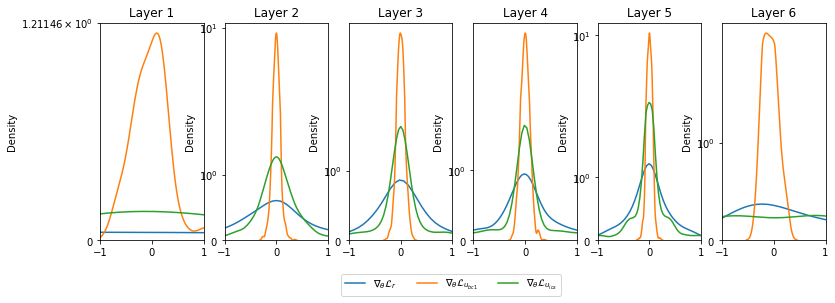 Layer 1
Layer 2
Layer 3
Layer 4
Layer 5
Layer 6
1.21146 × 10⁰
0
Density
−1
0
1
10¹
10⁰
0
Density
−1
0
1
10⁰
0
Density
−1
0
1
10⁰
0
Density
−1
0
1
10¹
10⁰
0
Density
−1
0
1
10⁰
0
Density
−1
0
1
∇θℒr
∇θℒu_bc1
∇θℒu_ics